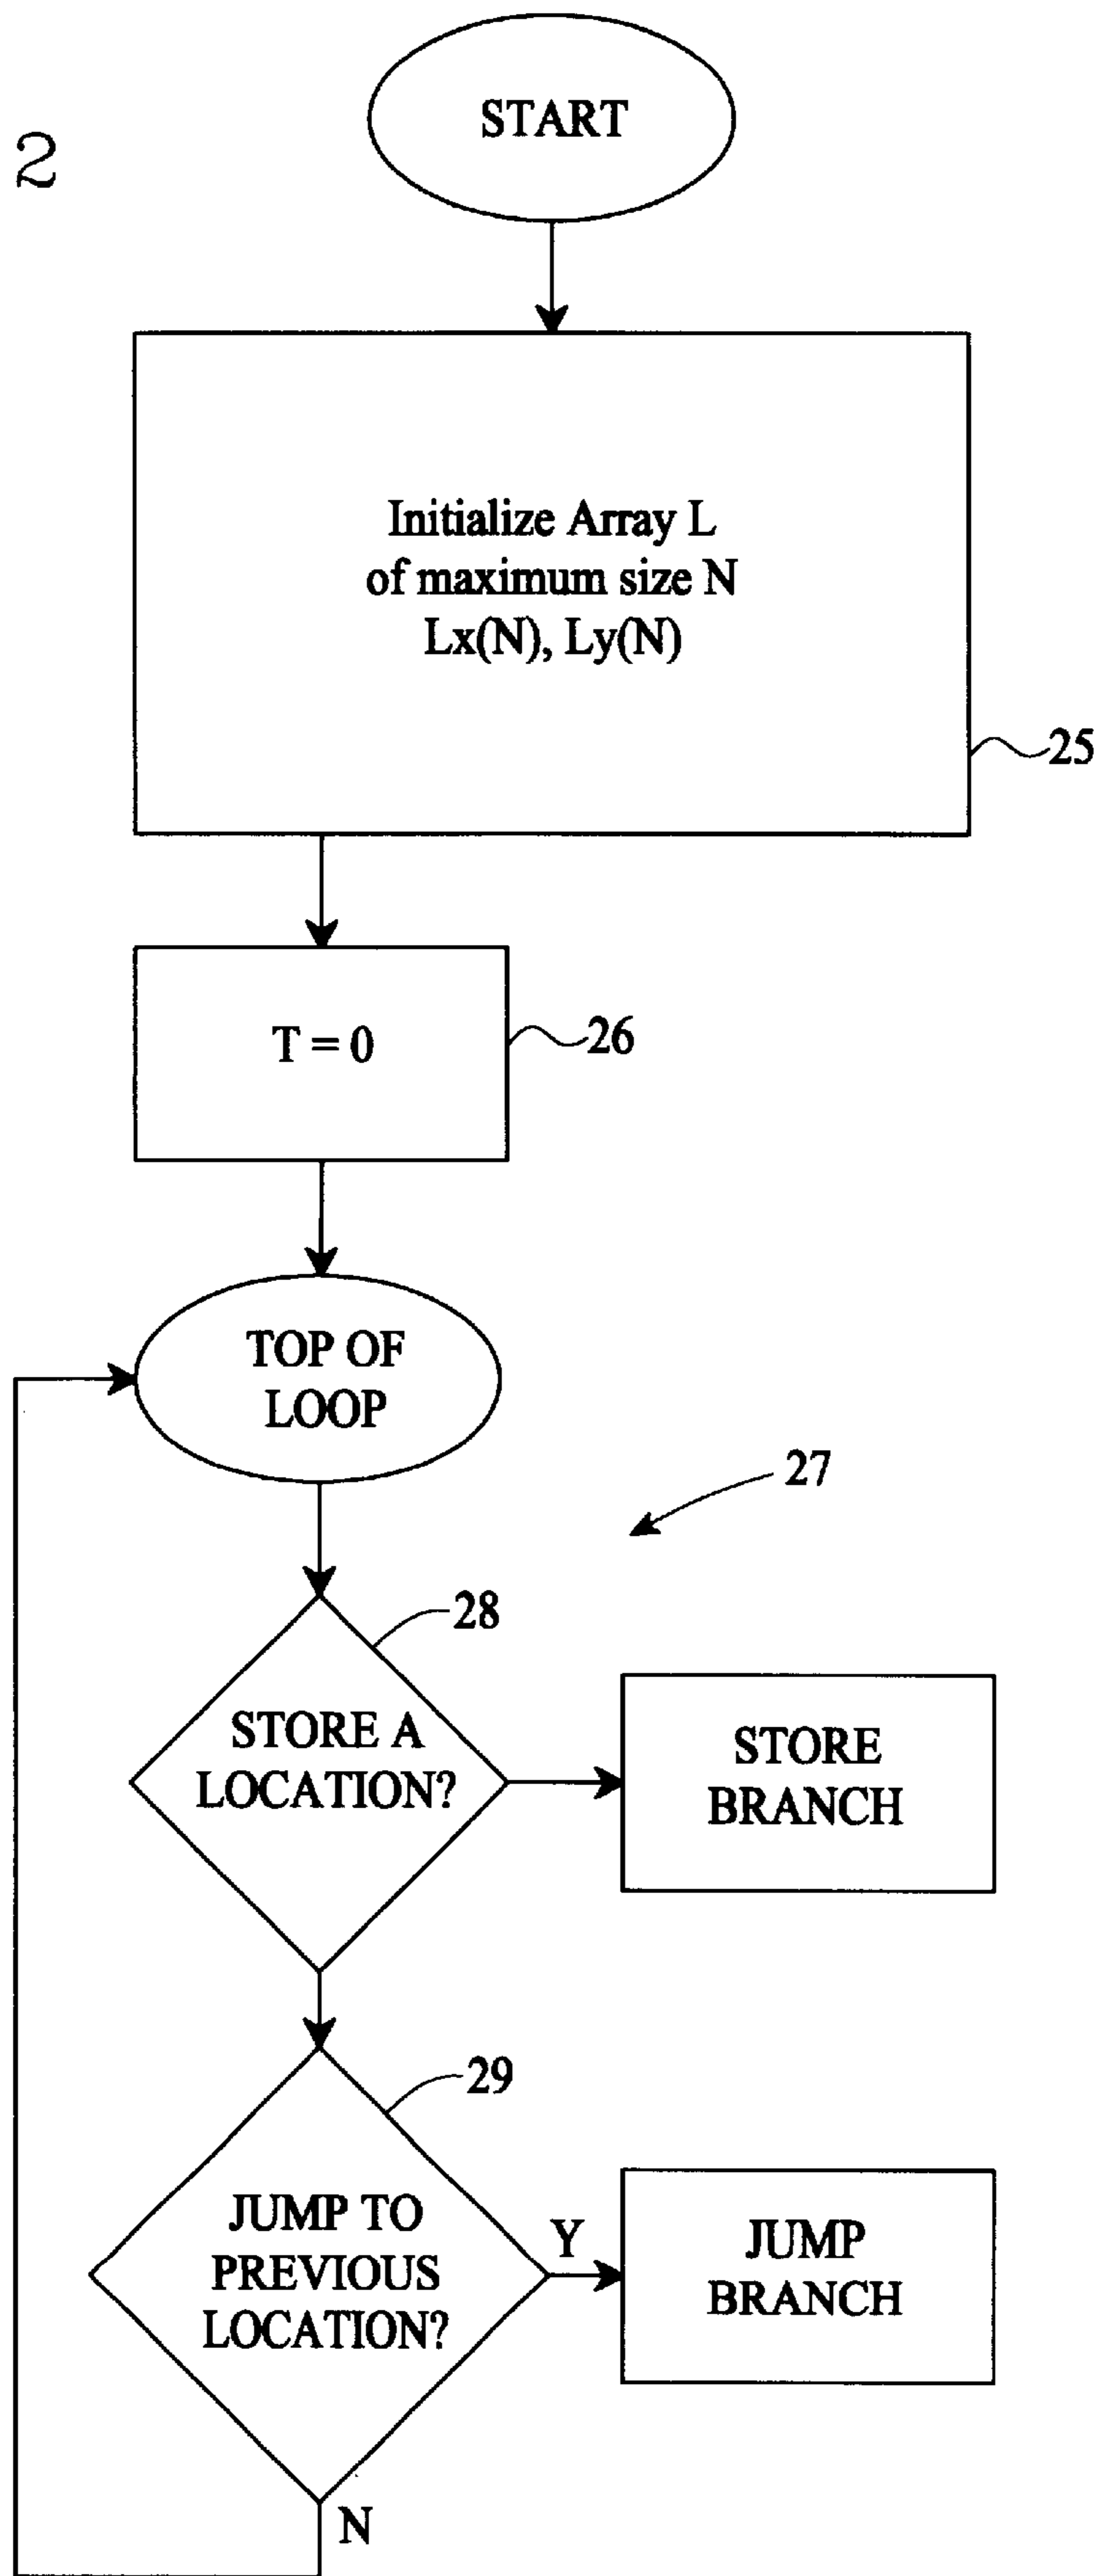 2
START
Initialize Array L
of maximum size N
Lx(N), Ly(N)
25
T = 0
26
TOP OF
LOOP
27
28
STORE A
LOCATION?
STORE
BRANCH
29
JUMP TO
PREVIOUS
LOCATION?
Y
JUMP
BRANCH
N